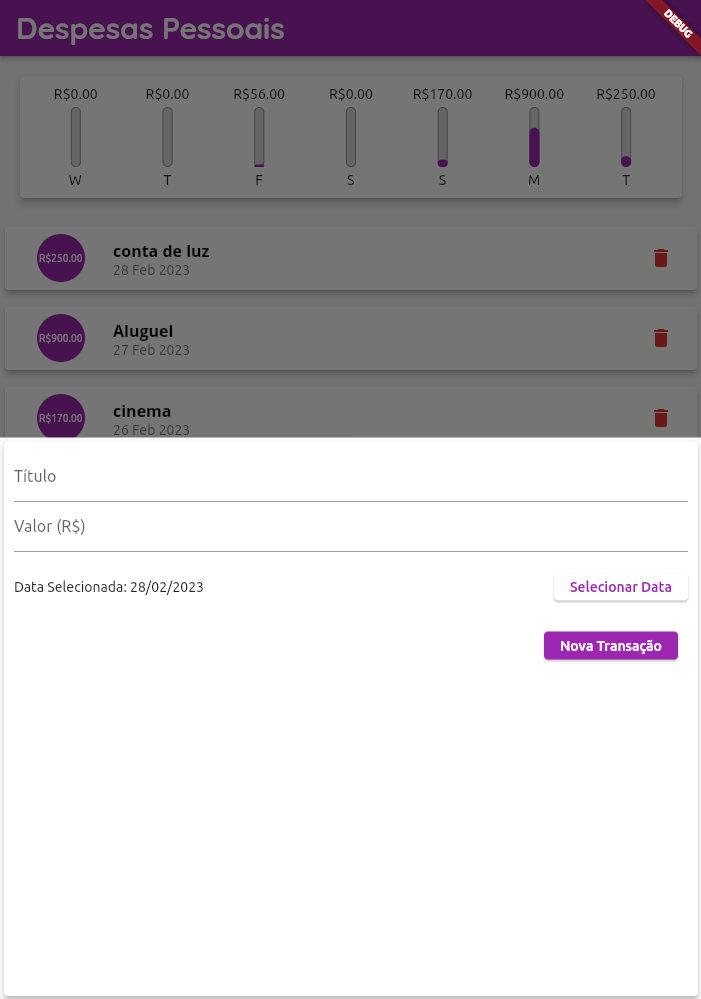 Despesas Pessoais
DEBUG
R$0.00 R$0.00 R$56.00 R$0.00 R$170.00 R$900.00 R$250.00
W T F S S M T
R$250.00 conta de luz
28 Feb 2023
R$900.00 Aluguel
27 Feb 2023
R$170.00 cinema
26 Feb 2023
Título
Valor (R$)
Data Selecionada: 28/02/2023 Selecionar Data
Nova Transação